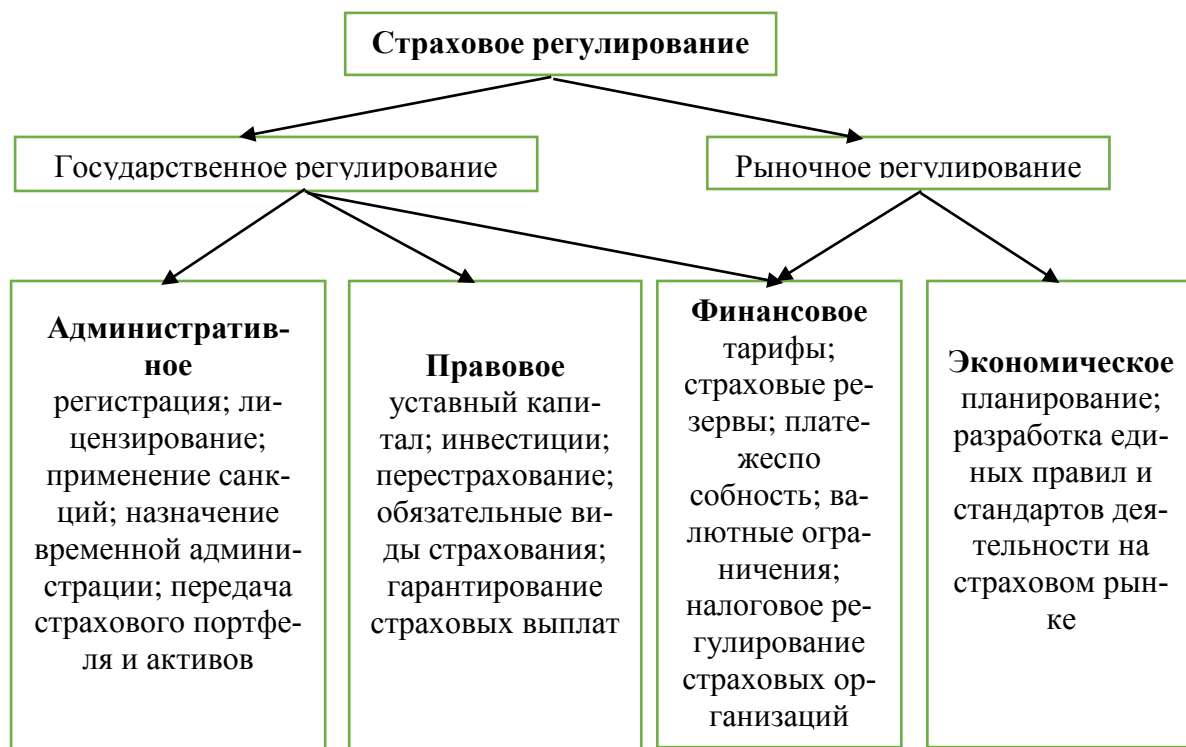 Страховое регулирование
Государственное регулирование
Рыночное регулирование
Административ-
ное
регистрация; ли-
цензирование;
применение санк-
ций; назначение
временной админи-
страции; передача
страхового портфе-
ля и активов
Правовое
уставный капи-
тал; инвестиции;
перестрахование;
обязательные ви-
ды страхования;
гарантирование
страховых выплат
Финансовое
тарифы;
страховые ре-
зервы; плате-
жеспо
собность; ва-
лютные огра-
ничения;
налоговое ре-
гулирование
страховых ор-
ганизаций
Экономическое
планирование;
разработка еди-
ных правил и
стандартов дея-
тельности на
страховом рын-
ке